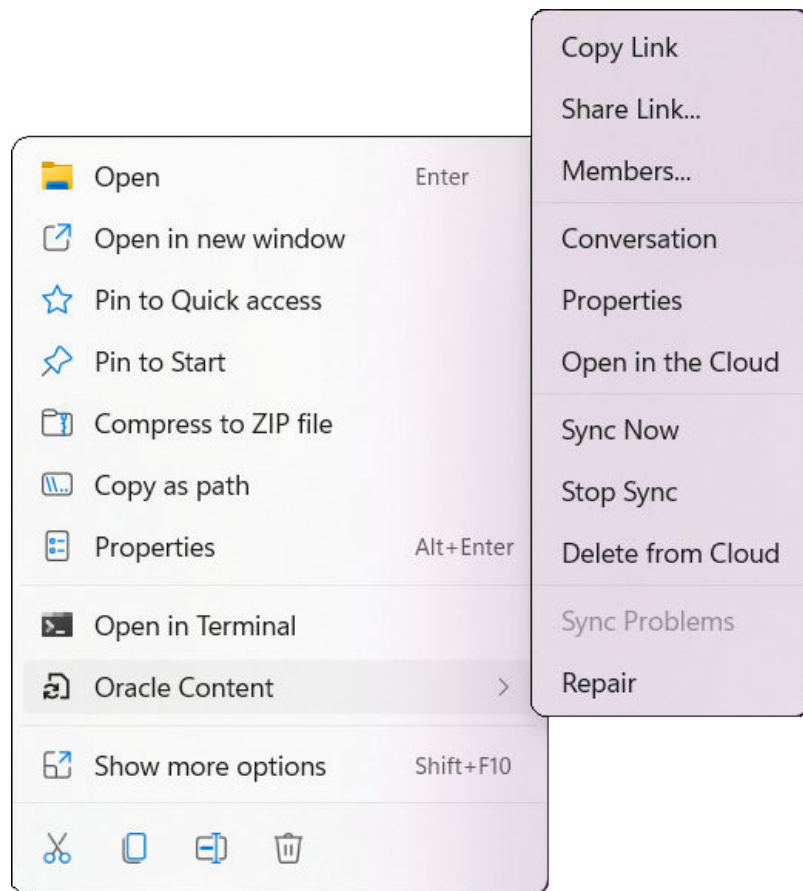 Open Enter
Open in new window
Pin to Quick access
Pin to Start
Compress to ZIP file
Copy as path
Properties Alt+Enter
Open in Terminal
Oracle Content
Show more options Shift+F10
Copy Link
Share Link...
Members...
Conversation
Properties
Open in the Cloud
Sync Now
Stop Sync
Delete from Cloud
Sync Problems
Repair